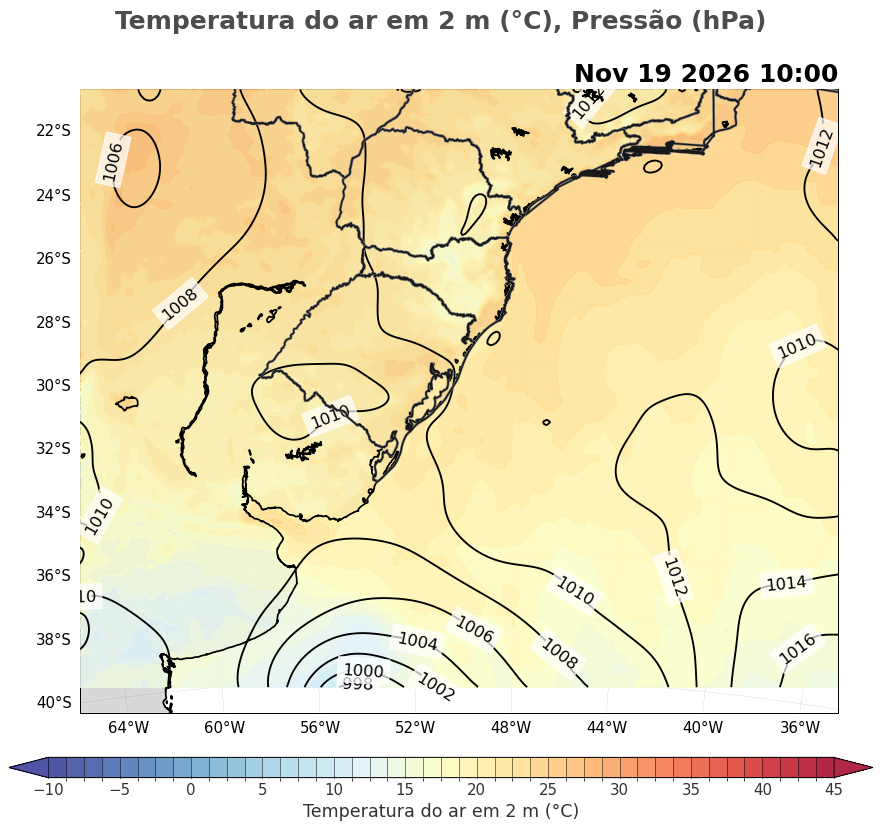 Temperatura do ar em 2 m (°C), Pressão (hPa)
Nov 19 2026 10:00
22°S
24°S
26°S
28°S
30°S
32°S
34°S
36°S
38°S
40°S
1006
1012
1012
1008
1010
1010
1010
10
1010
1012
1014
1016
1004
1006
1008
1000
998
1002
64°W
60°W
56°W
52°W
48°W
44°W
40°W
36°W
−10 −5 0 5 10 15 20 25 30 35 40 45
Temperatura do ar em 2 m (°C)